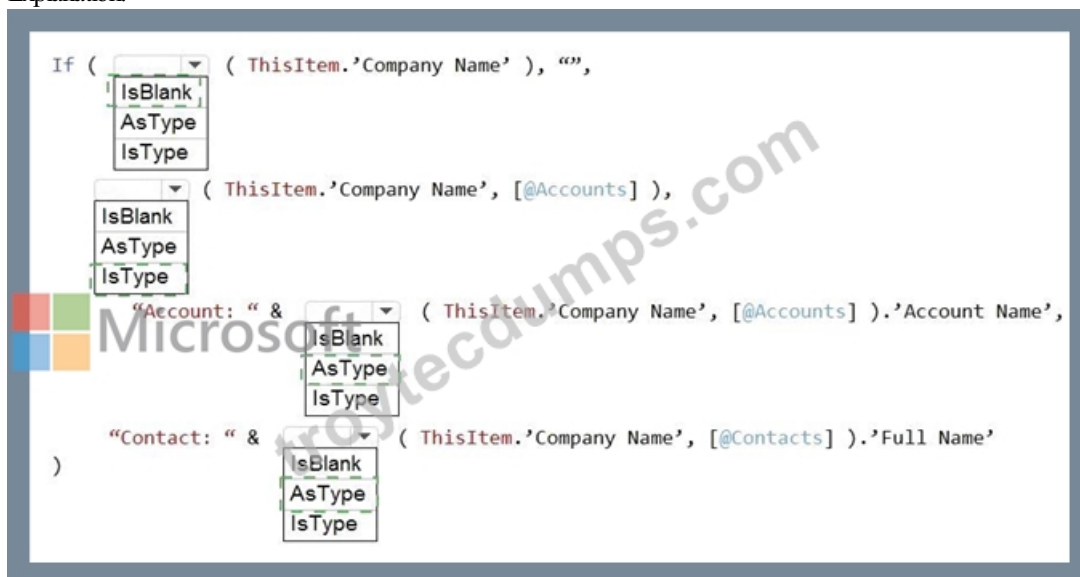 If ( ( ThisItem.’Company Name’ ), “”,
IsBlank
AsType
IsType
( ThisItem.’Company Name’, [@Accounts] ),
IsBlank
AsType
IsType
“Account: “ & ( ThisItem.’Company Name’, [@Accounts] ).’Account Name’,
Microsoft
IsBlank
AsType
IsType
“Contact: “ & ( ThisItem.’Company Name’, [@Contacts] ).’Full Name’
)
IsBlank
AsType
IsType
troytecdumps.com